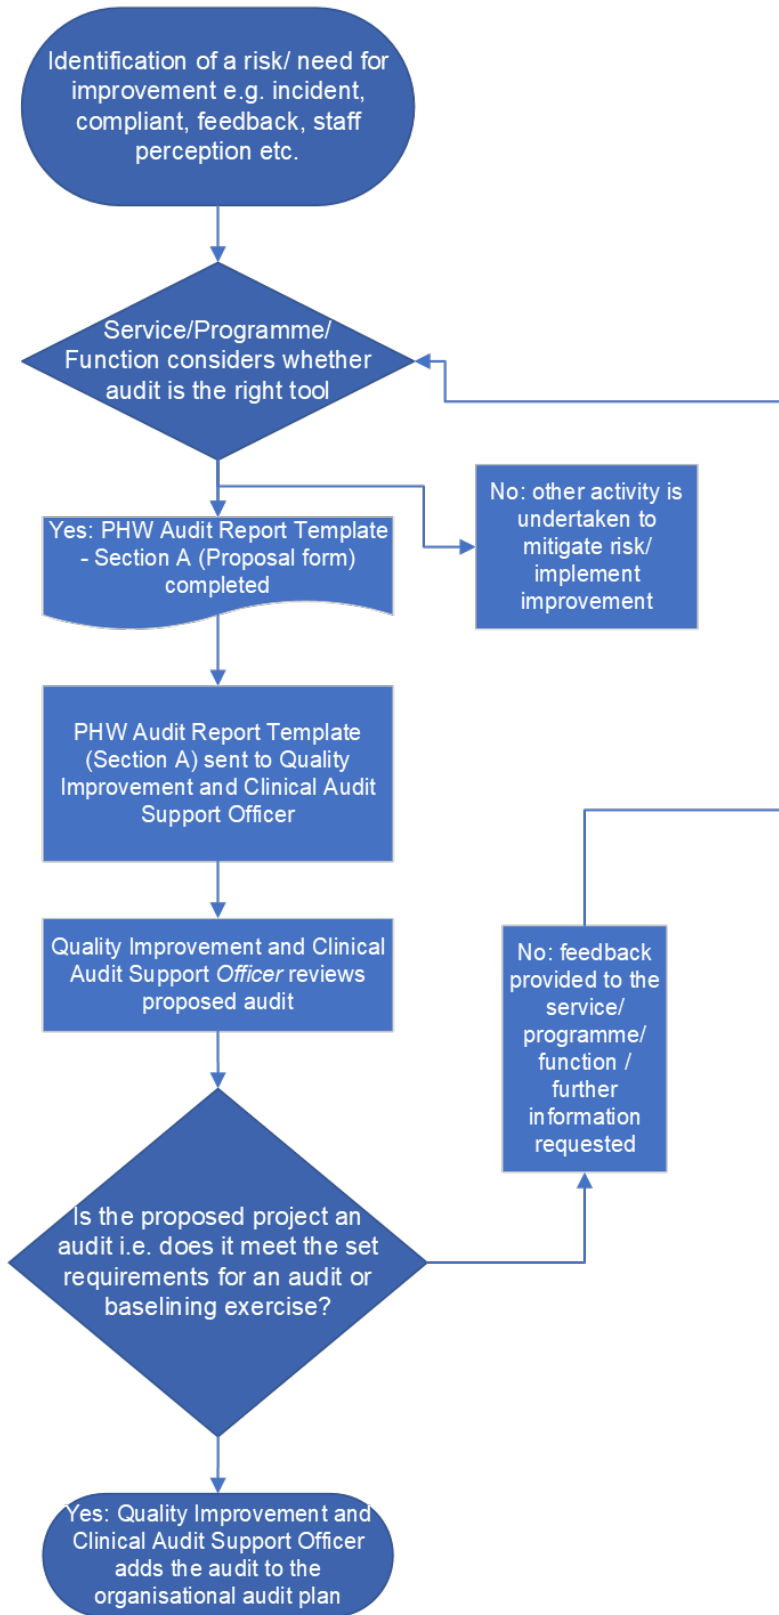 Identification of a risk/ need for
improvement e.g. incident,
compliant, feedback, staff
perception etc.
Service/Programme/
Function considers whether
audit is the right tool
Yes: PHW Audit Report Template
- Section A (Proposal form)
completed
No: other activity is
undertaken to
mitigate risk/
implement
improvement
PHW Audit Report Template
(Section A) sent to Quality
Improvement and Clinical Audit
Support Officer
Quality Improvement and Clinical
Audit Support Officer reviews
proposed audit
No: feedback
provided to the
service/
programme/
function /
further
information
requested
Is the proposed project an
audit i.e. does it meet the set
requirements for an audit or
baselining exercise?
Yes: Quality Improvement and
Clinical Audit Support Officer
adds the audit to the
organisational audit plan